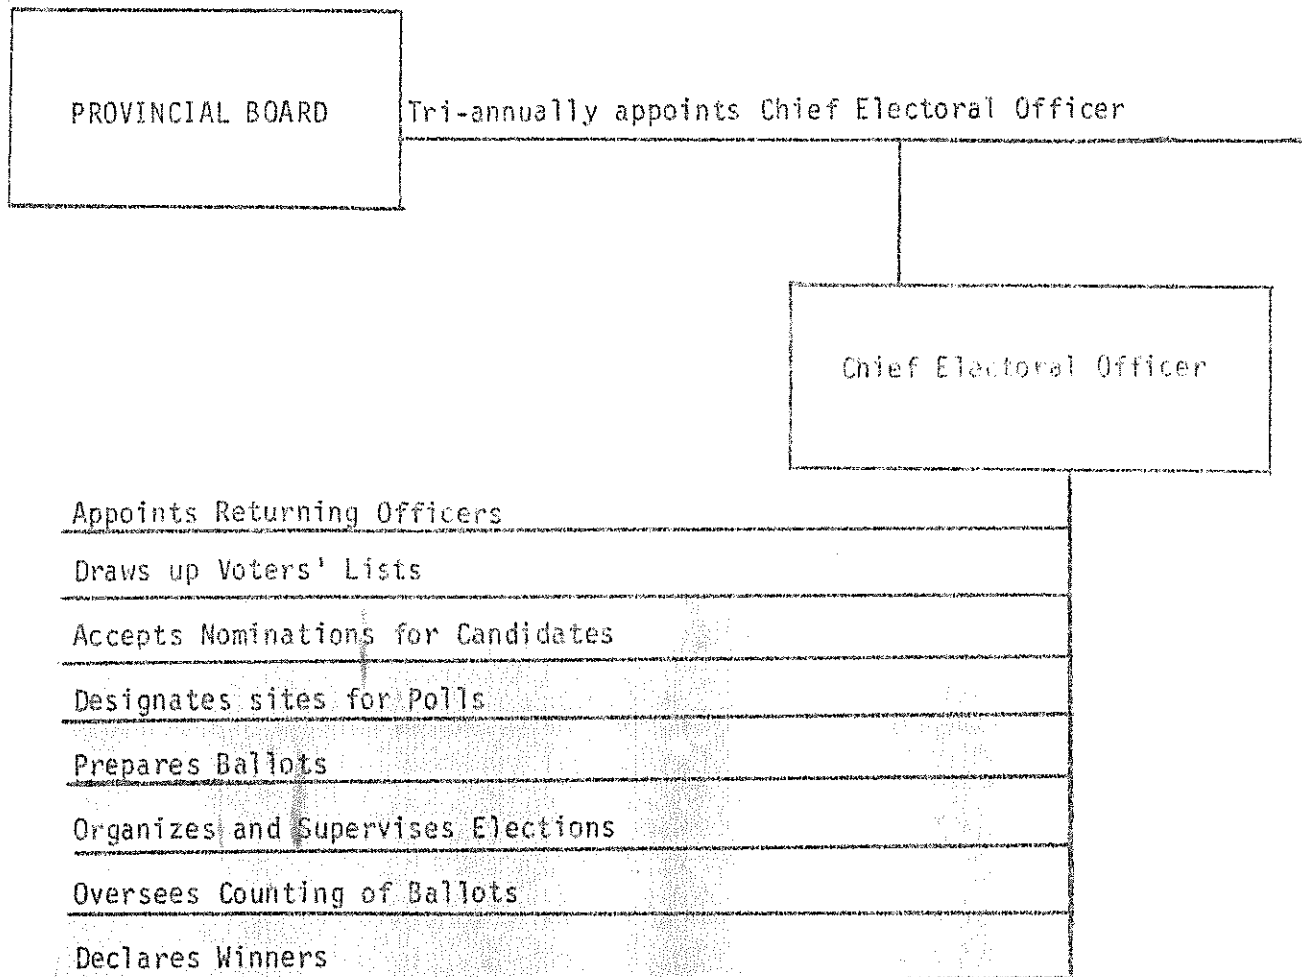 PROVINCIAL BOARD
Tri-annually appoints Chief Electoral Officer
Chief Electoral Officer
Appoints Returning Officers
Draws up Voters' Lists
Accepts Nominations for Candidates
Designates sites for Polls
Prepares Ballots
Organizes and Supervises Elections
Oversees Counting of Ballots
Declares Winners